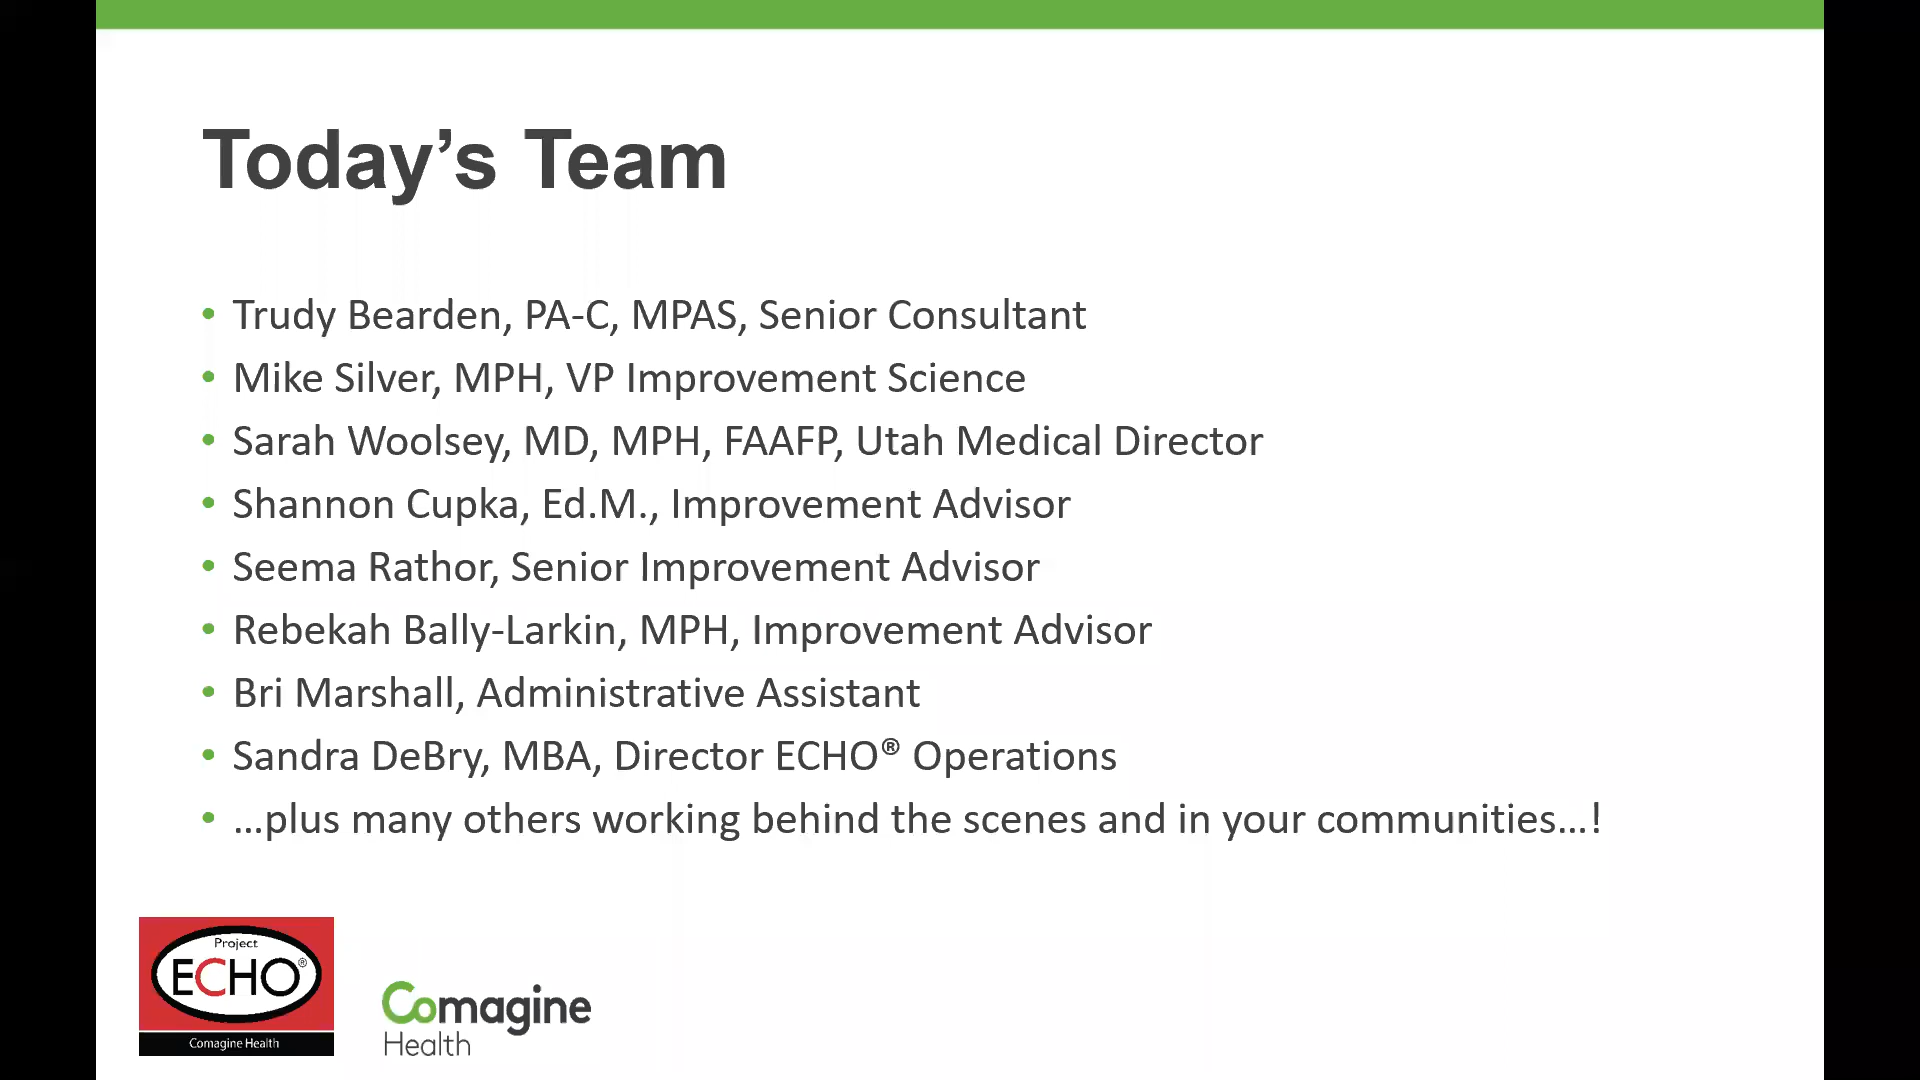 Today’s Team
• Trudy Bearden, PA-C, MPAS, Senior Consultant
• Mike Silver, MPH, VP Improvement Science
• Sarah Woolsey, MD, MPH, FAAFP, Utah Medical Director
• Shannon Cupka, Ed.M., Improvement Advisor
• Seema Rathor, Senior Improvement Advisor
• Rebekah Bally-Larkin, MPH, Improvement Advisor
• Bri Marshall, Administrative Assistant
• Sandra DeBry, MBA, Director ECHO® Operations
• …plus many others working behind the scenes and in your communities…!
Project
ECHO®
Comagine Health
Comagine
Health